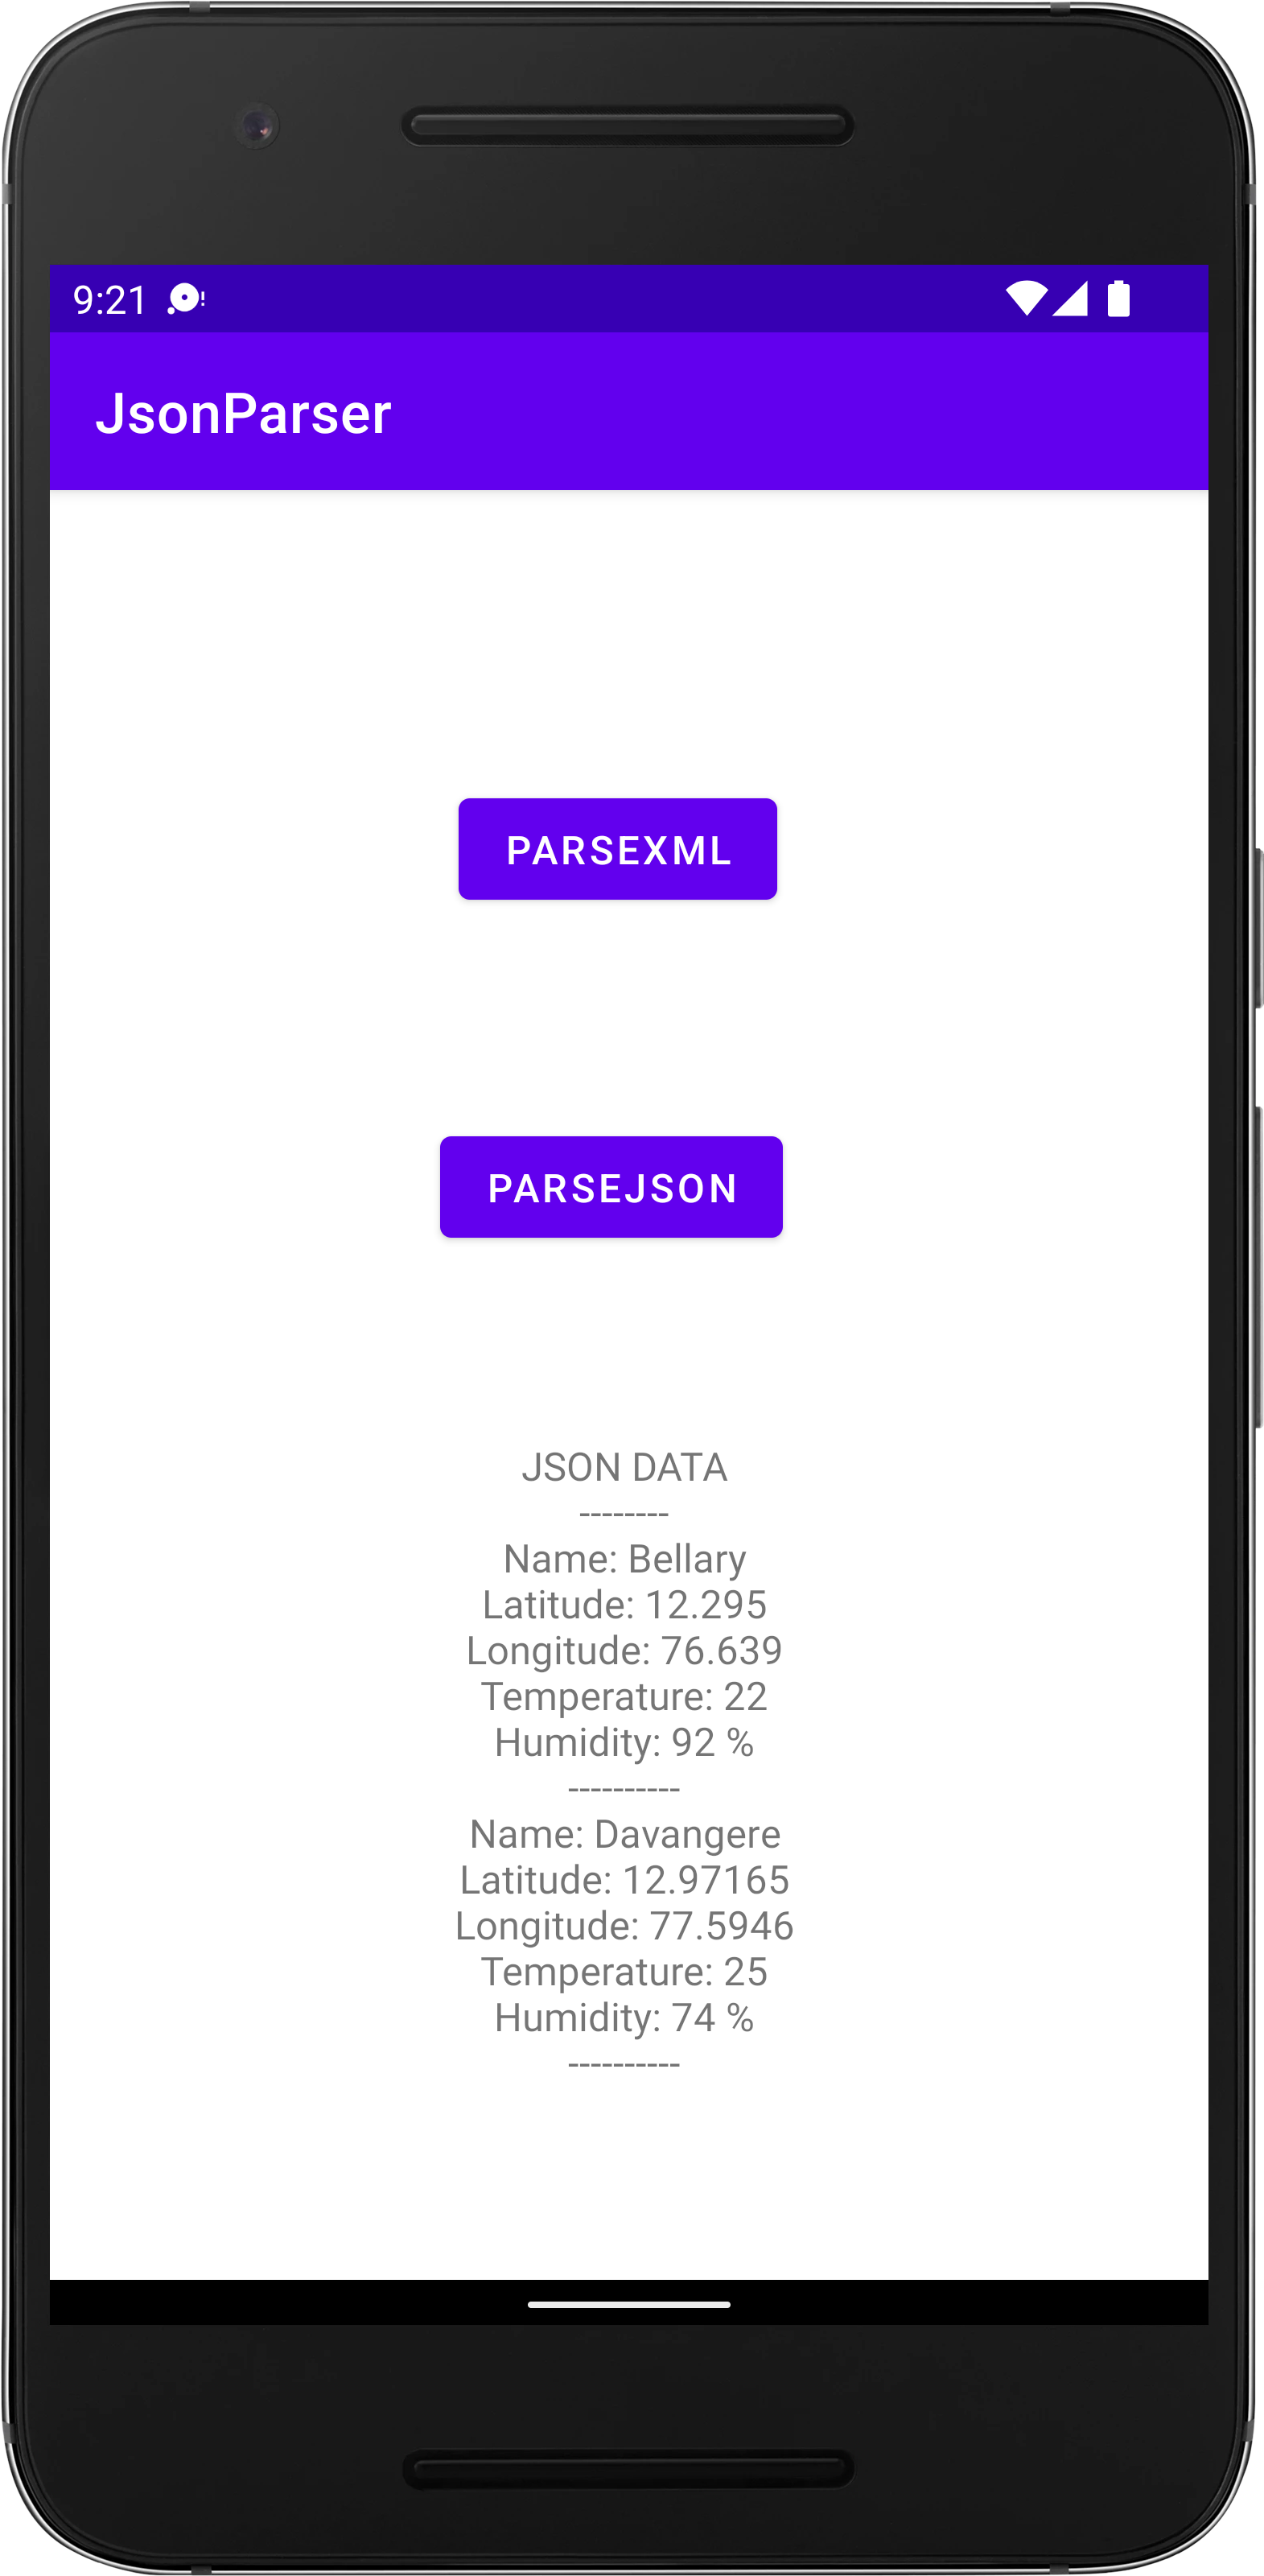 9:21
JsonParser
PARSEXML
PARSEJSON
JSON DATA
--------
Name: Bellary
Latitude: 12.295
Longitude: 76.639
Temperature: 22
Humidity: 92 %
----------
Name: Davangere
Latitude: 12.97165
Longitude: 77.5946
Temperature: 25
Humidity: 74 %
----------